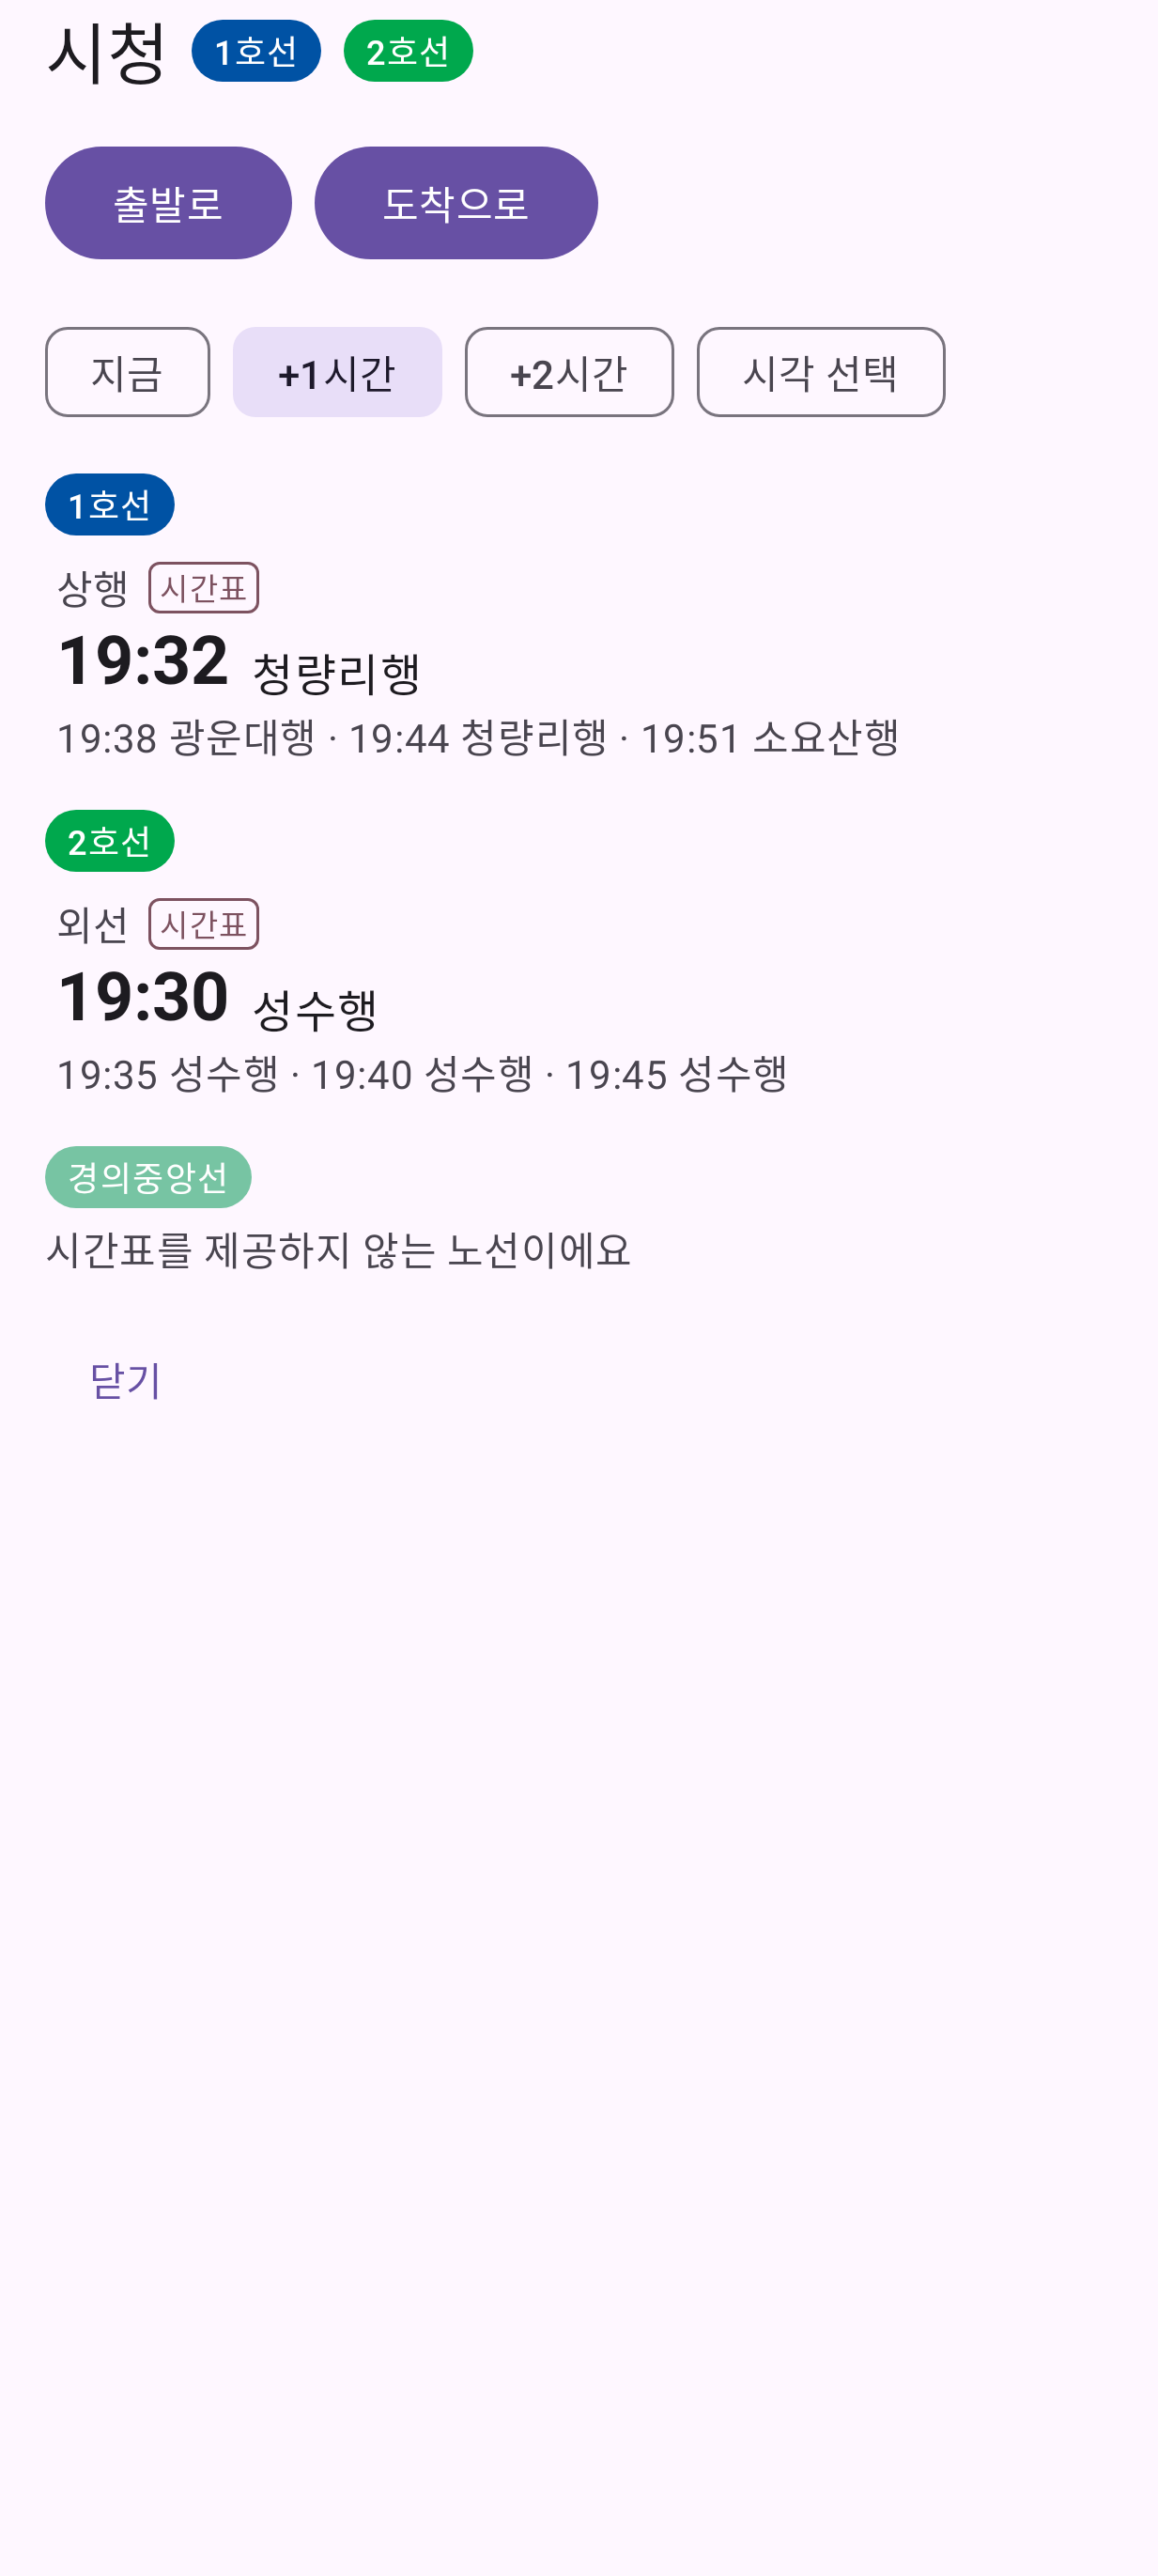 시청 1호선 2호선
출발로 도착으로
지금 +1시간 +2시간 시각 선택
1호선
상행 시간표
19:32 청량리행
19:38 광운대행 · 19:44 청량리행 · 19:51 소요산행
2호선
외선 시간표
19:30 성수행
19:35 성수행 · 19:40 성수행 · 19:45 성수행
경의중앙선
시간표를 제공하지 않는 노선이에요
닫기